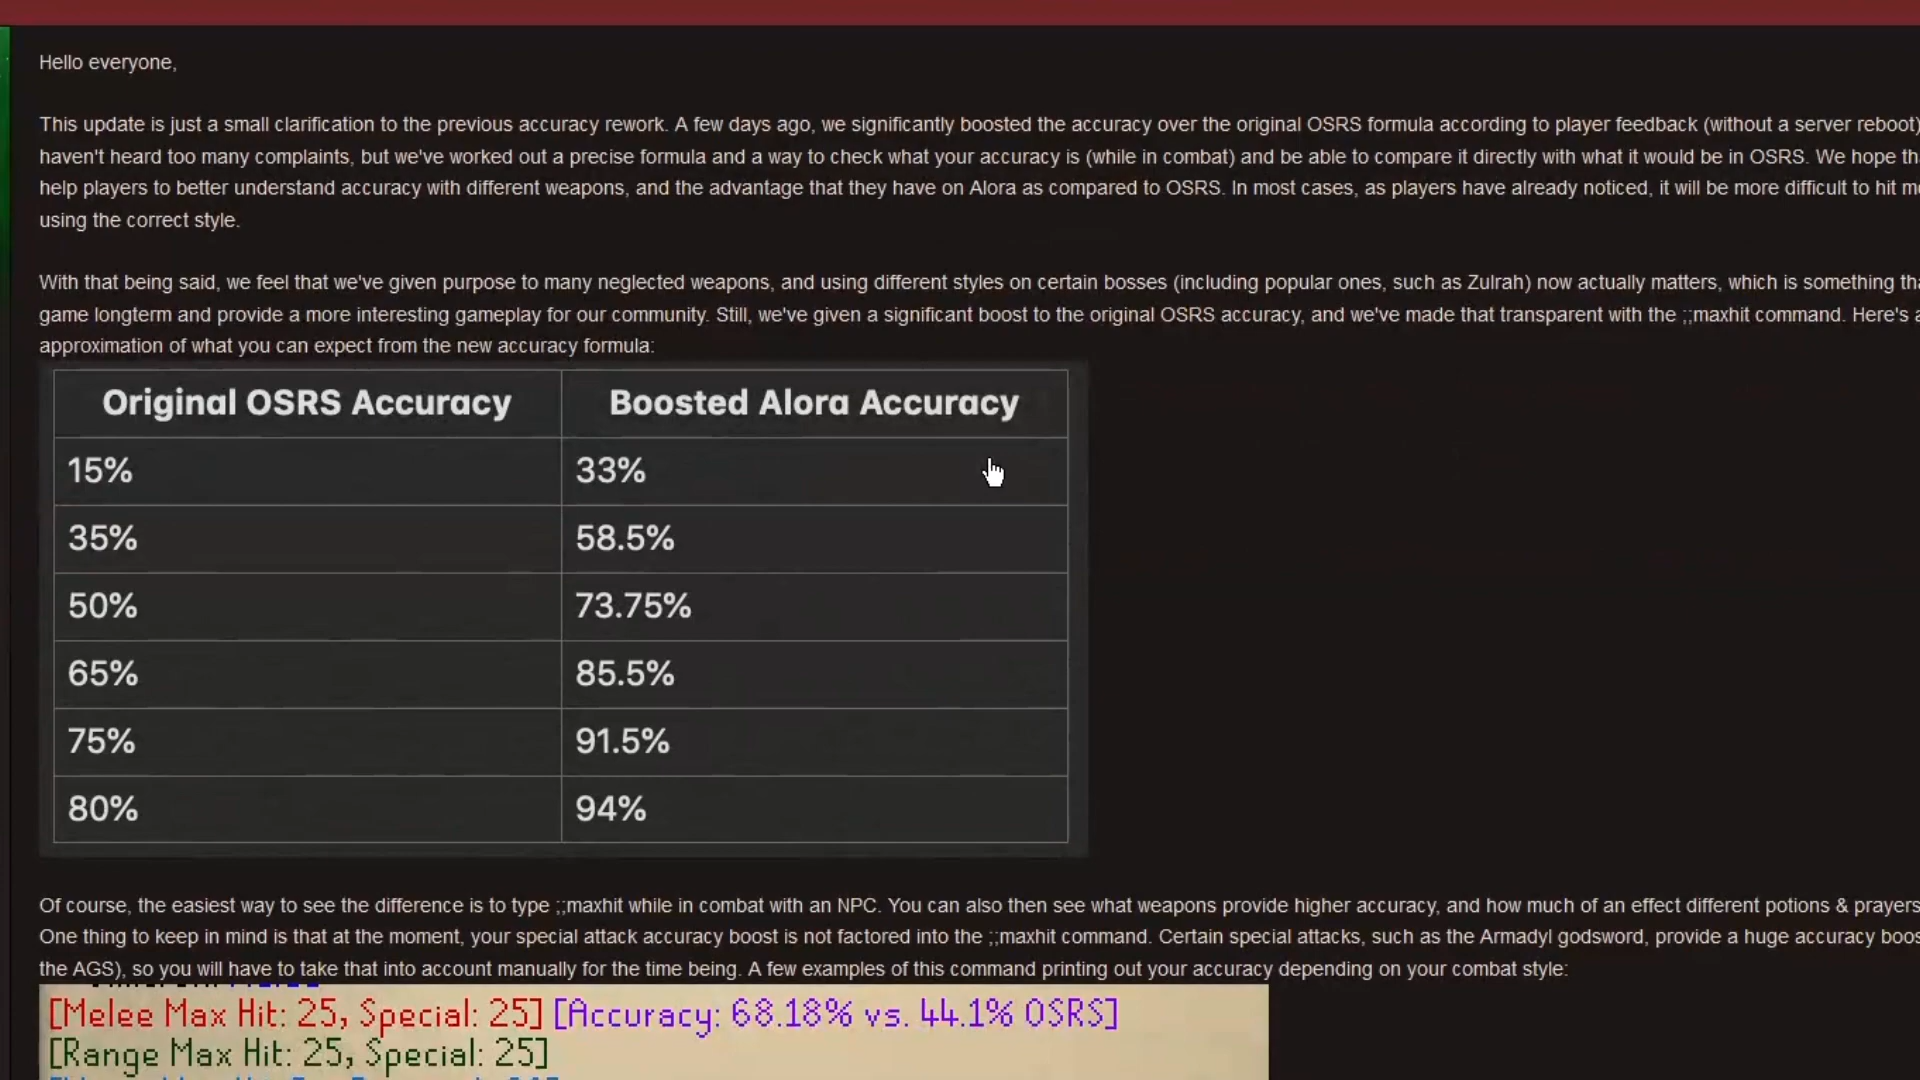 Hello everyone,
This update is just a small clarification to the previous accuracy rework. A few days ago, we significantly boosted the accuracy over the original OSRS formula according to player feedback (without a server reboot)
haven't heard too many complaints, but we've worked out a precise formula and a way to check what your accuracy is (while in combat) and be able to compare it directly with what it would be in OSRS. We hope
help players to better understand accuracy with different weapons, and the advantage that they have on Alora as compared to OSRS. In most cases, as players have already noticed, it will be more difficult to hit
using the correct style.
With that being said, we feel that we've given purpose to many neglected weapons, and using different styles on certain bosses (including popular ones, such as Zulrah) now actually matters, which is something
game longterm and provide a more interesting gameplay for our community. Still, we've given a significant boost to the original OSRS accuracy, and we've made that transparent with the ;;maxhit command. Here's
approximation of what you can expect from the new accuracy formula:
Original OSRS Accuracy Boosted Alora Accuracy
15% 33%
35% 58.5%
50% 73.75%
65% 85.5%
75% 91.5%
80% 94%
Of course, the easiest way to see the difference is to type ;;maxhit while in combat with an NPC. You can also then see what weapons provide higher accuracy, and how much of an effect different potions & prayers
One thing to keep in mind is that at the moment, your special attack accuracy boost is not factored into the ;;maxhit command. Certain special attacks, such as the Armadyl godsword, provide a huge accuracy
the AGS), so you will have to take that into account manually for the time being. A few examples of this command printing out your accuracy depending on your combat style:
[Melee Max Hit: 25, Special: 25] [Accuracy: 68.18% vs. 44.1% OSRS]
[Range Max Hit: 25, Special: 25]